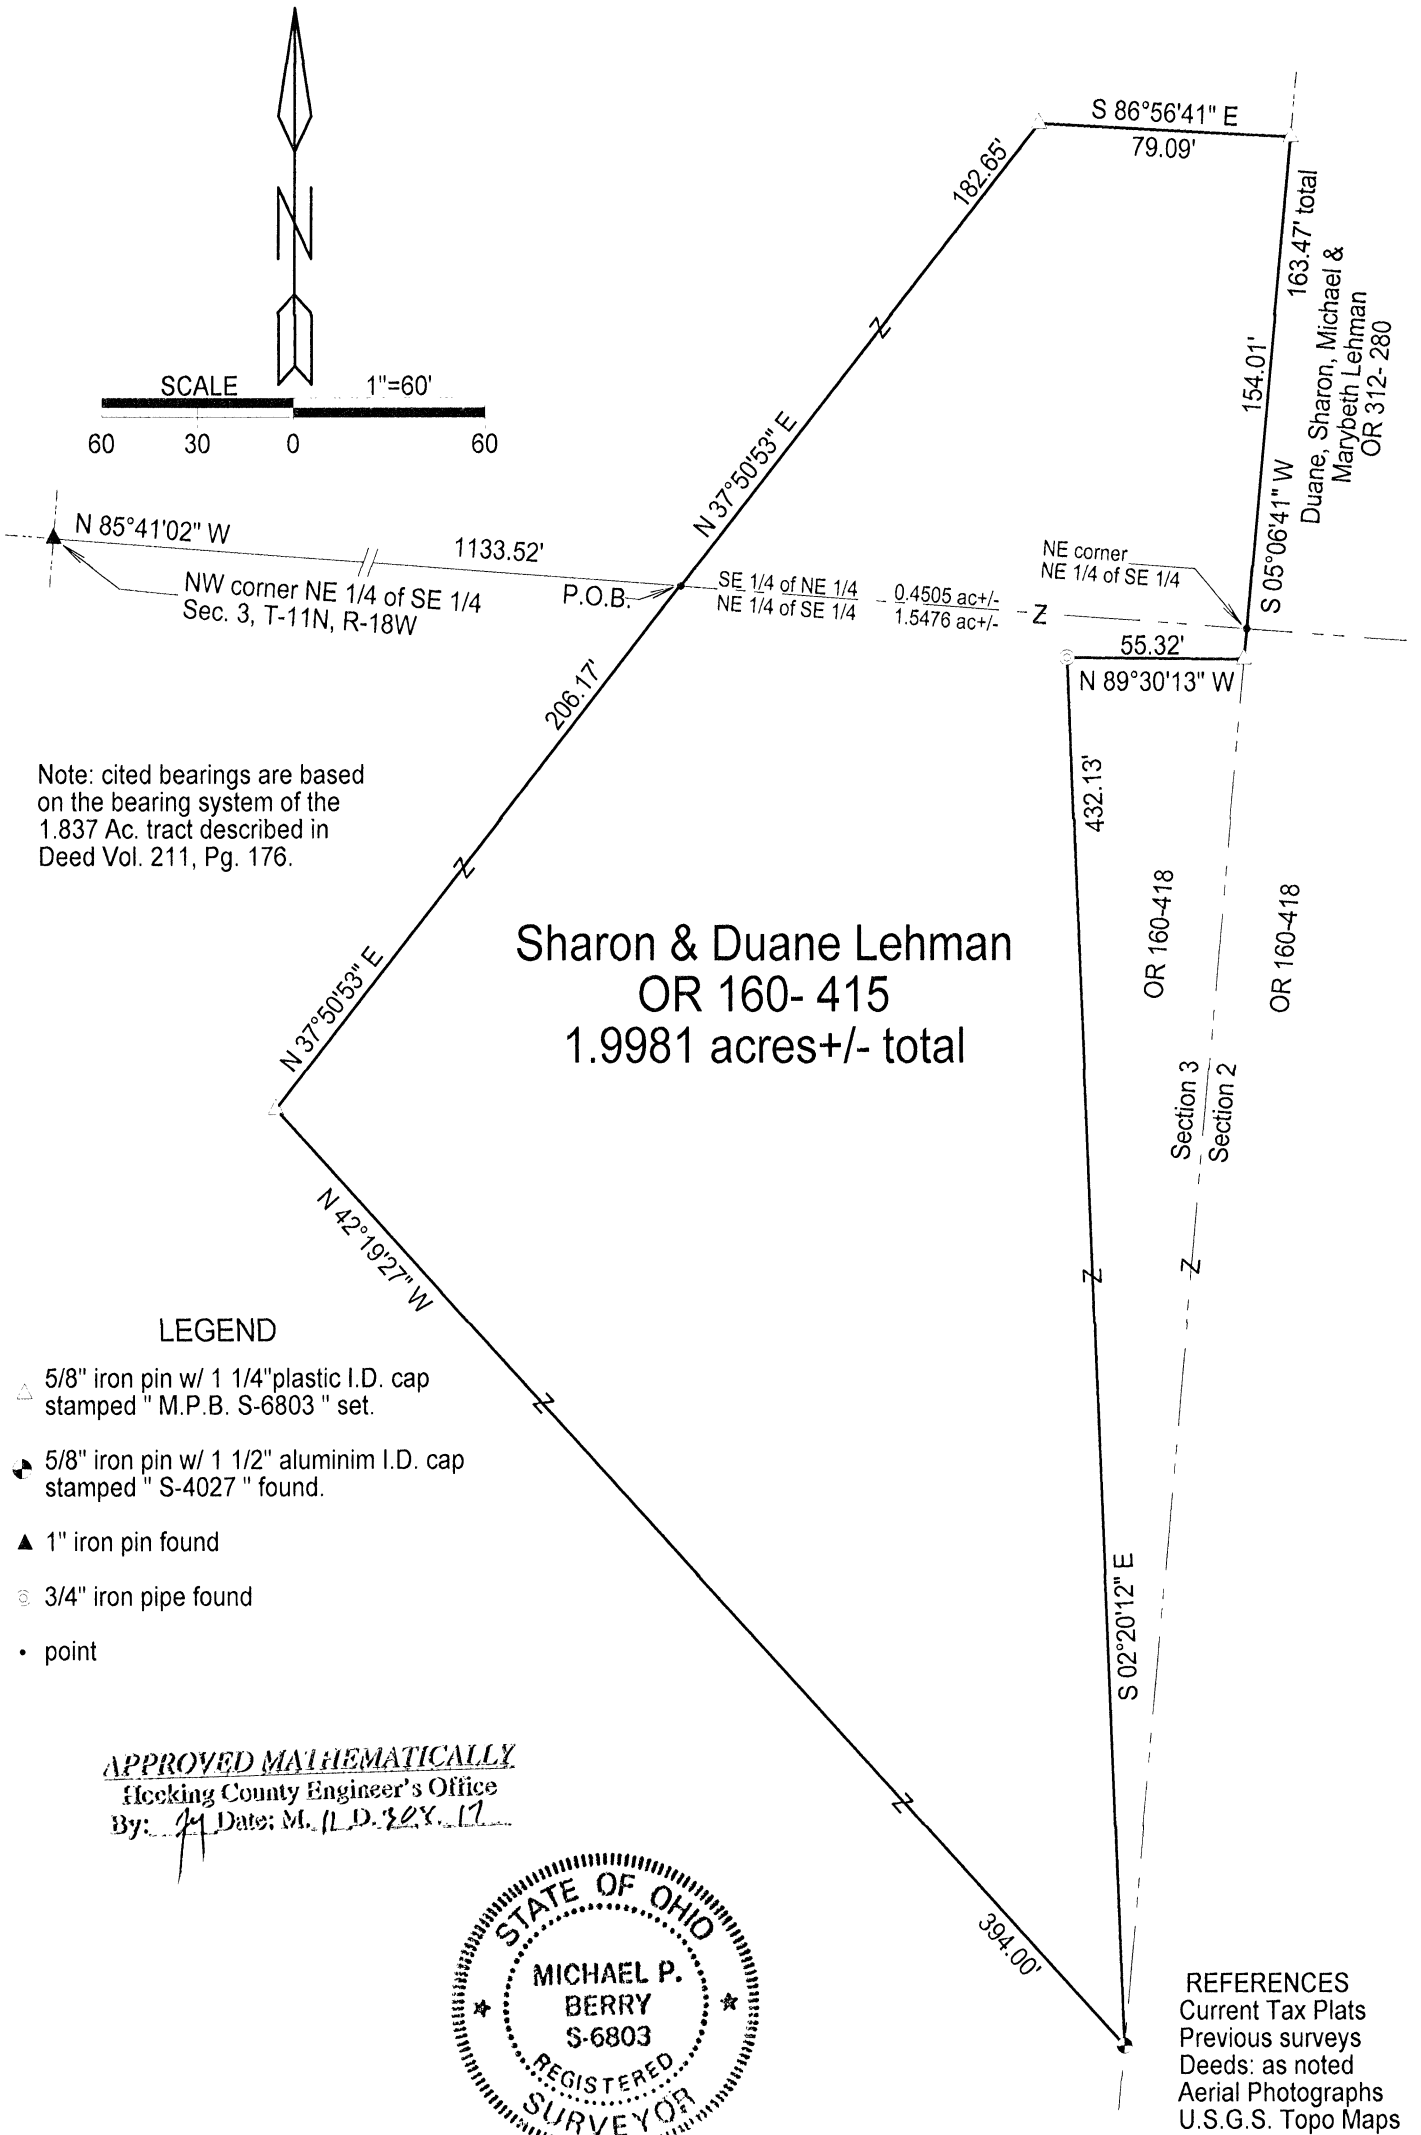 S 86°56'41" E
79.09'
182.65'
163.47' total
Duane, Sharon, Michael &
Marybeth Lehman
OR 312- 280
154.01'
S 05°06'41" W
N
SCALE 1"=60'
60 30 0 60
N 37°50'53" E
N 85°41'02" W
1133.52'
NW corner NE 1/4 of SE 1/4
Sec. 3, T-11N, R-18W
P.O.B.
SE 1/4 of NE 1/4 0.4505 ac+/-
NE 1/4 of SE 1/4 1.5476 ac+/-
NE corner
NE 1/4 of SE 1/4
55.32'
N 89°30'13" W
206.17'
432.13'
Note: cited bearings are based
on the bearing system of the
1.837 Ac. tract described in
Deed Vol. 211, Pg. 176.
OR 160-418
OR 160-418
Sharon & Duane Lehman
OR 160- 415
1.9981 acres+/- total
N 37°50'53" E
Section 3
Section 2
N 42°19'27" W
LEGEND
5/8" iron pin w/ 1 1/4"plastic I.D. cap
stamped " M.P.B. S-6803 " set.
5/8" iron pin w/ 1 1/2" aluminim I.D. cap
stamped " S-4027 " found.
1" iron pin found
3/4" iron pipe found
point
S 02°20'12" E
394.00'
APPROVED MATHEMATICALLY
Hocking County Engineer's Office
By: Date: M. 11 D. Y. 17
STATE OF OHIO
MICHAEL P.
BERRY
S-6803
REGISTERED
SURVEYOR
REFERENCES
Current Tax Plats
Previous surveys
Deeds: as noted
Aerial Photographs
U.S.G.S. Topo Maps